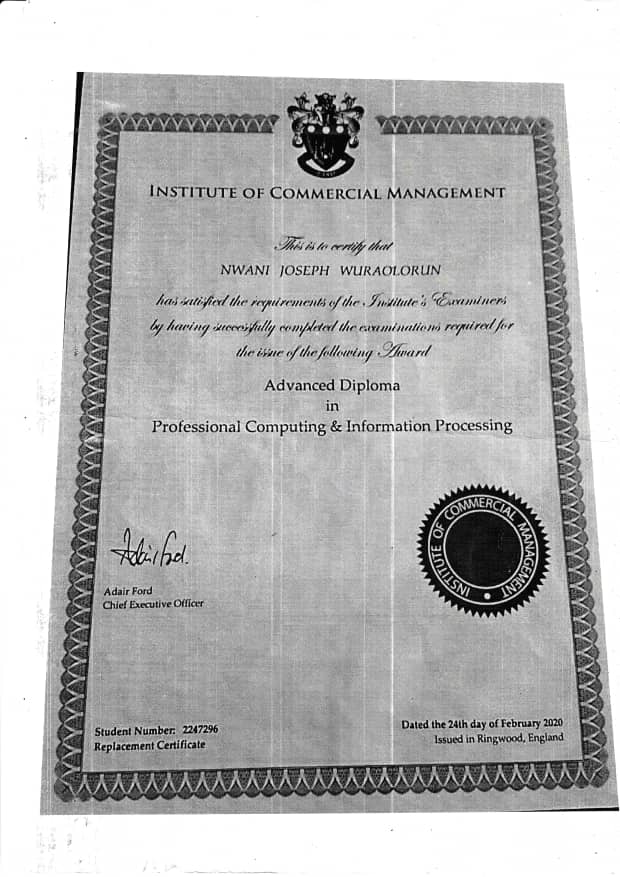 INSTITUTE OF COMMERCIAL MANAGEMENT
This is to certify that
NWANI JOSEPH WURAOLORUN
has satisfied the requirements of the Institute's Examiners
by having successfully completed the examinations required for
the issue of the following Award
Advanced Diploma
in
Professional Computing & Information Processing
INSTITUTE OF COMMERCIAL MANAGEMENT
Adair Ford.
Adair Ford
Chief Executive Officer
Student Number: 2247296
Replacement Certificate
Dated the 24th day of February 2020
Issued in Ringwood, England